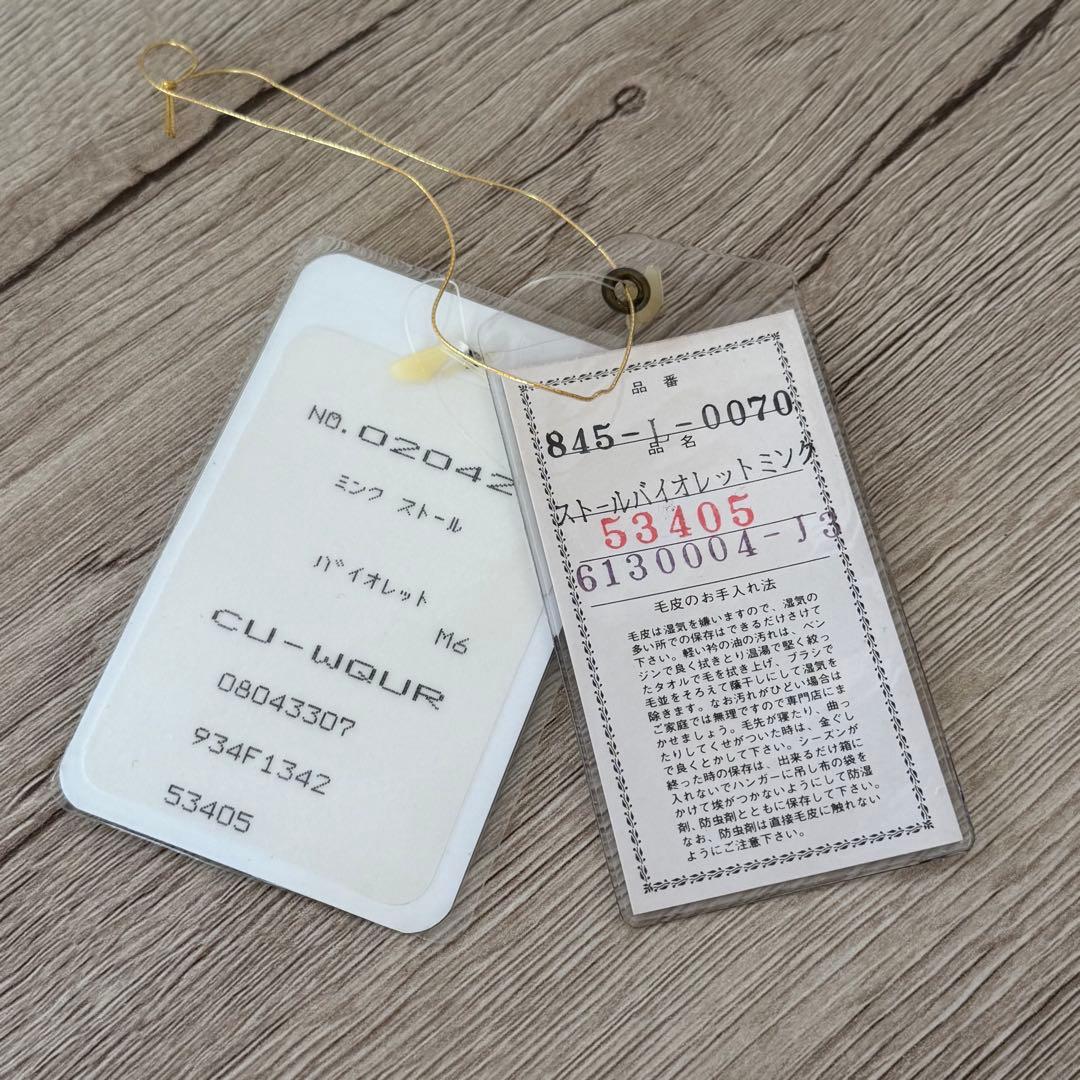 NO.02042
ミンク ストール
バイオレット
M6
CU-WQUR
08043307
934F1342
53405
品番
845-J-0070
品名
ストールバイオレットミンク
53405
6130004-J3
毛皮のお手入れ法
毛皮は湿気を嫌いますので、湿気の
多い所での保存はできるだけさけて
下さい。軽い衿の油の汚れは、ベン
ジンで良く拭きとり温湯で堅く絞っ
たタオルで毛を拭き上げ、ブラシで
毛並をそろえて蔭干しにして湿気を
除きます。なお汚れがひどい場合は
ご家庭では無理ですので専門店にま
かせましょう。毛先が寝たり、曲っ
たりしてくせがついた時は、金ぐし
で良くとかして下さい。シーズンが
終った時の保存は、出来るだけ箱に
入れないでハンガーに吊し布の袋を
かけて埃がつかないようにして防湿
剤、防虫剤とともに保存して下さい。
なお、防虫剤は直接毛皮に触れない
ようにご注意下さい。